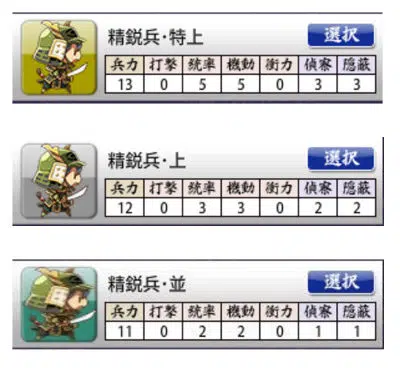 精鋭兵・特上 選択
兵力 打撃 統率 機動 衝力 偵察 隠蔽
13 0 5 5 0 3 3
精鋭兵・上 選択
兵力 打撃 統率 機動 衝力 偵察 隠蔽
12 0 3 3 0 2 2
精鋭兵・並 選択
兵力 打撃 統率 機動 衝力 偵察 隠蔽
11 0 2 2 0 1 1